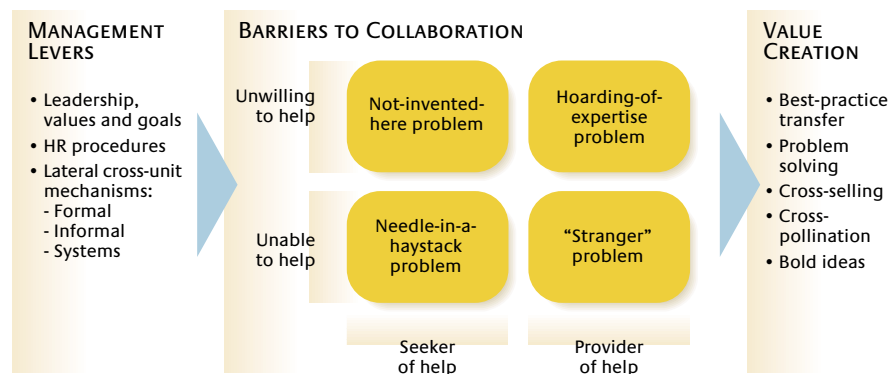 MANAGEMENT
LEVERS
• Leadership,
values and goals
• HR procedures
• Lateral cross-unit
mechanisms:
- Formal
- Informal
- Systems
BARRIERS TO COLLABORATION
Unwilling
to help
Not-invented-
here problem
Hoarding-of-
expertise
problem
Unable
to help
Needle-in-a-
haystack
problem
“Stranger”
problem
Seeker
of help
Provider
of help
VALUE
CREATION
• Best-practice
transfer
• Problem
solving
• Cross-selling
• Cross-
pollination
• Bold ideas